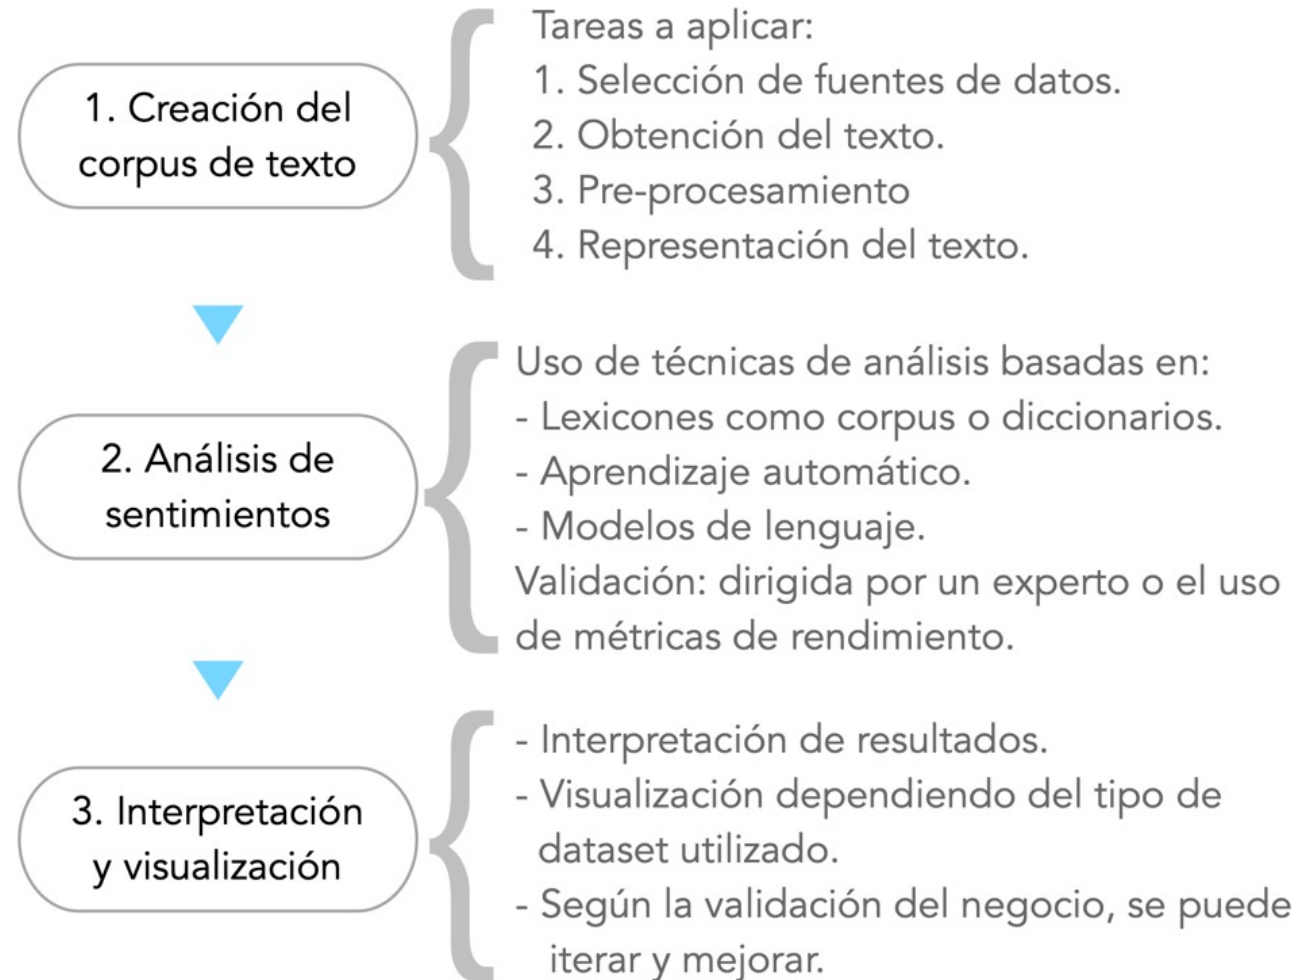 1. Creación del
corpus de texto
Tareas a aplicar:
1. Selección de fuentes de datos.
2. Obtención del texto.
3. Pre-procesamiento
4. Representación del texto.
2. Análisis de
sentimientos
Uso de técnicas de análisis basadas en:
- Lexicones como corpus o diccionarios.
- Aprendizaje automático.
- Modelos de lenguaje.
Validación: dirigida por un experto o el uso
de métricas de rendimiento.
3. Interpretación
y visualización
- Interpretación de resultados.
- Visualización dependiendo del tipo de
dataset utilizado.
- Según la validación del negocio, se puede
iterar y mejorar.